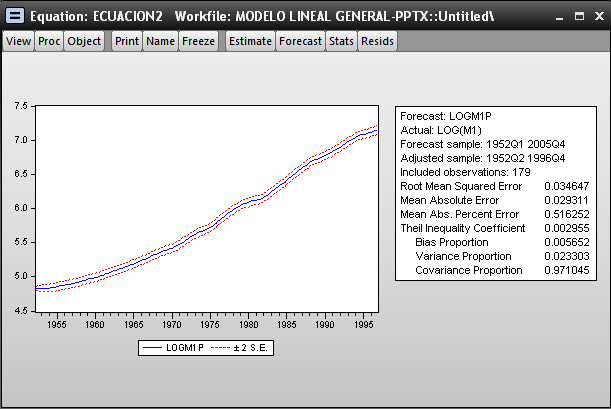 Equation: ECUACION2 Workfile: MODELO LINEAL GENERAL-PPTX::Untitled\
View Proc Object Print Name Freeze Estimate Forecast Stats Resids
7.5
7.0
6.5
6.0
5.5
5.0
4.5
1955 1960 1965 1970 1975 1980 1985 1990 1995
LOGM1P ± 2 S.E.
Forecast: LOGM1P
Actual: LOG(M1)
Forecast sample: 1952Q1 2005Q4
Adjusted sample: 1952Q2 1996Q4
Included observations: 179
Root Mean Squared Error 0.034647
Mean Absolute Error 0.029311
Mean Abs. Percent Error 0.516252
Theil Inequality Coefficient 0.002955
Bias Proportion 0.005652
Variance Proportion 0.023303
Covariance Proportion 0.971045